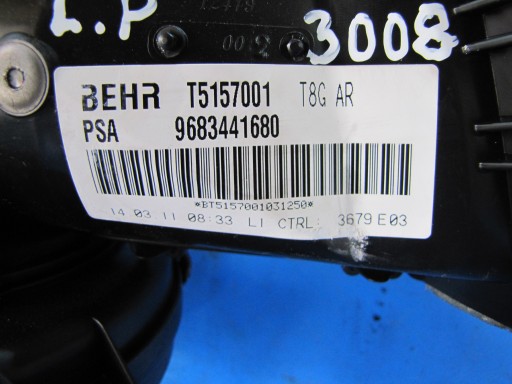 L.P
3008
BEHR T5157001 T8G AR
PSA 9683441680
*BT5157001031250*
14 03 11 08:33 LI CTRL: 3679 E03